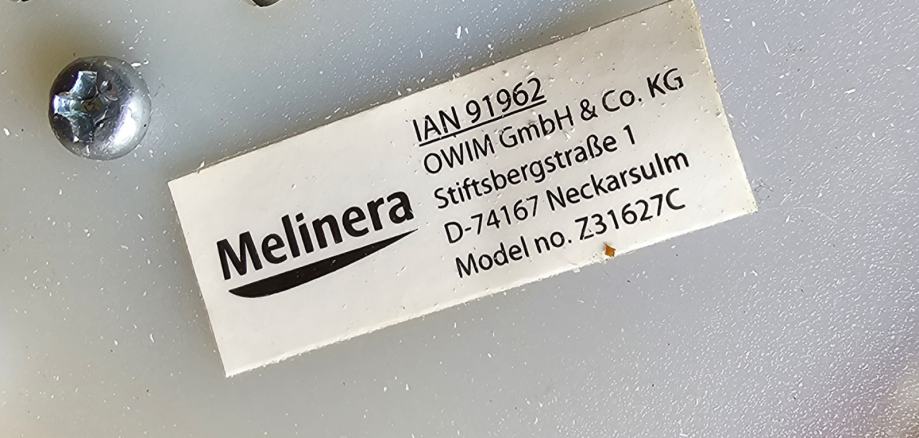 Melinera
IAN 91962
OWIM GmbH & Co. KG
Stiftsbergstraße 1
D-74167 Neckarsulm
Model no. Z31627C